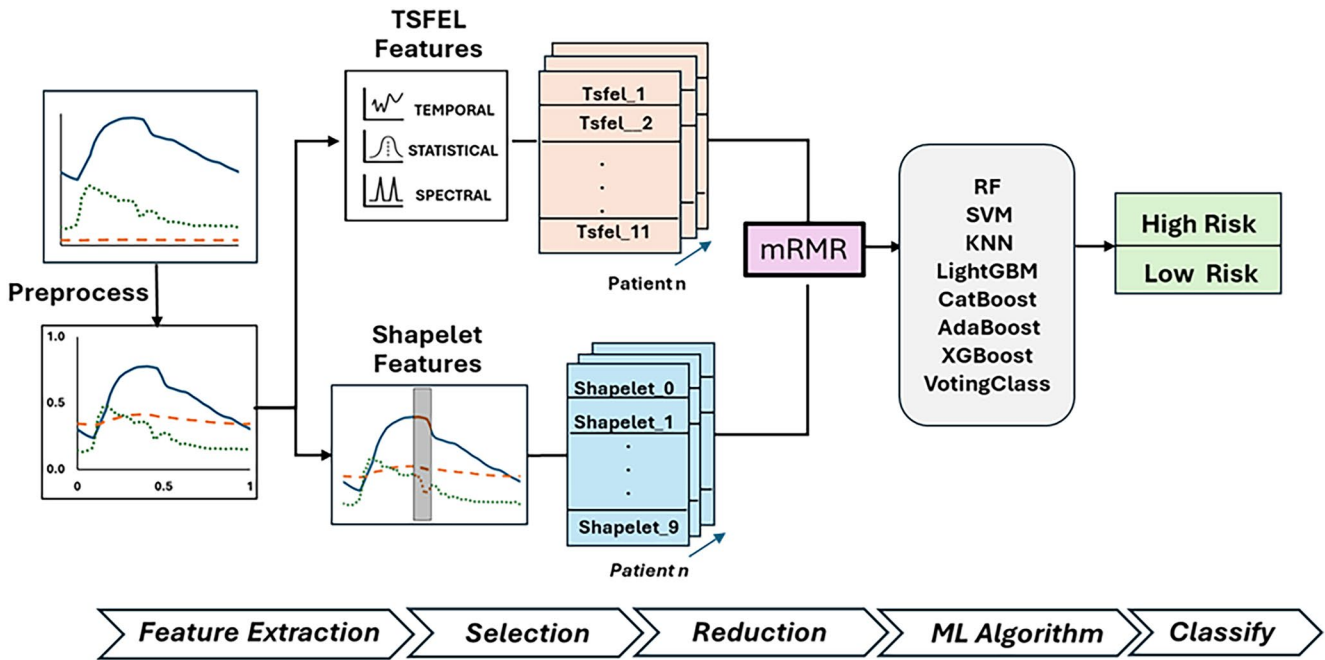 TSFEL
Features
TEMPORAL
STATISTICAL
SPECTRAL
Tsfel_1
Tsfel__2
.
.
.
Tsfel_11
Patient n
Preprocess
1.0
0.5
0.0
0
0.5
1
Shapelet
Features
Shapelet_0
Shapelet_1
.
.
.
Shapelet_9
Patient n
mRMR
RF
SVM
KNN
LightGBM
CatBoost
AdaBoost
XGBoost
VotingClass
High Risk
Low Risk
Feature Extraction
Selection
Reduction
ML Algorithm
Classify